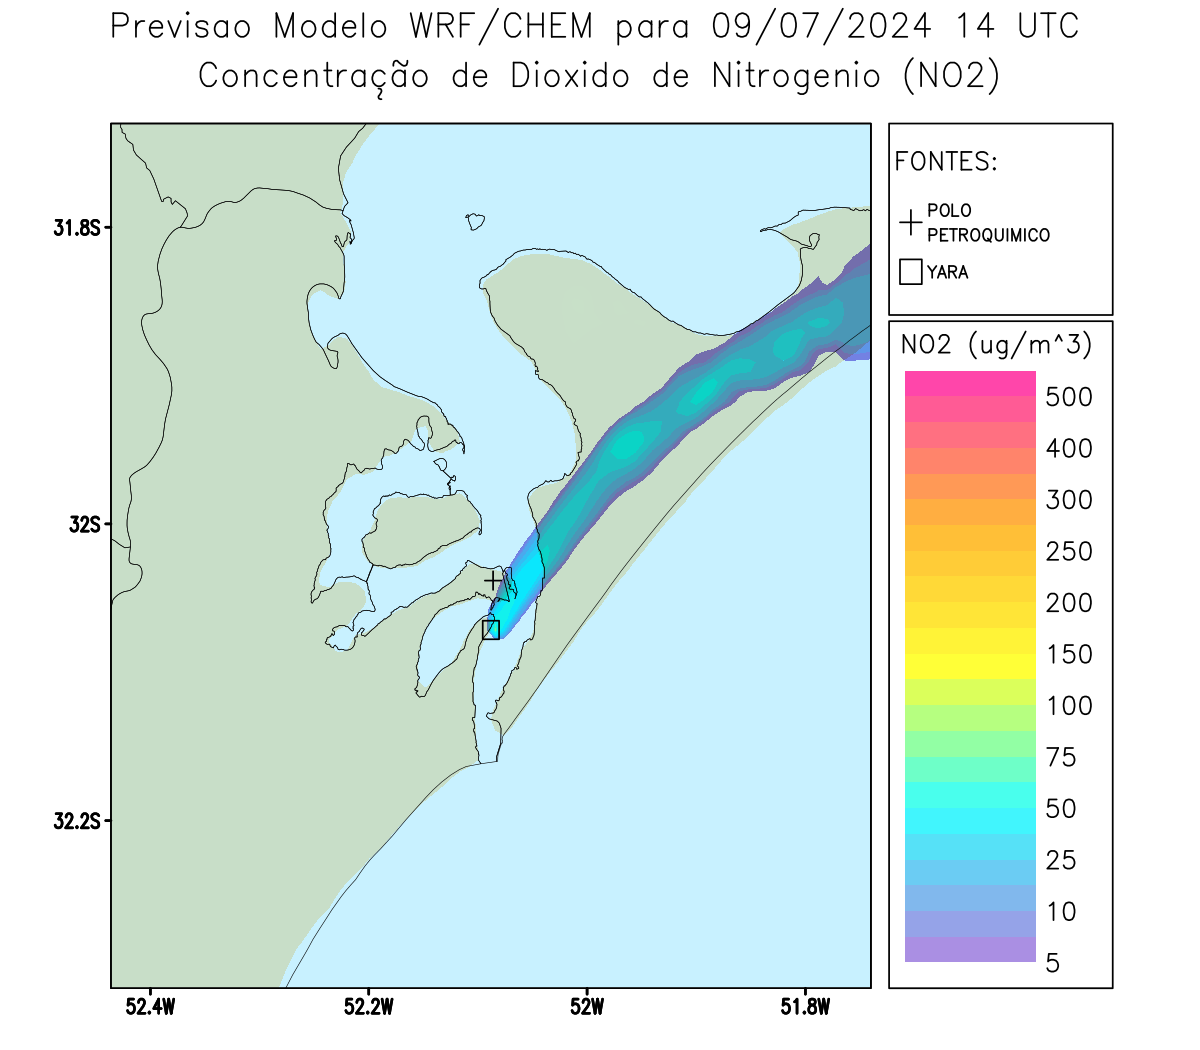 Previsao Modelo WRF/CHEM para 09/07/2024 14 UTC
Concentração de Dioxido de Nitrogenio (NO2)
FONTES:
POLO
PETROQUIMICO
YARA
31.8S
32S
32.2S
52.4W
52.2W
52W
51.8W
NO2 (ug/m^3)
500
400
300
250
200
150
100
75
50
25
10
5